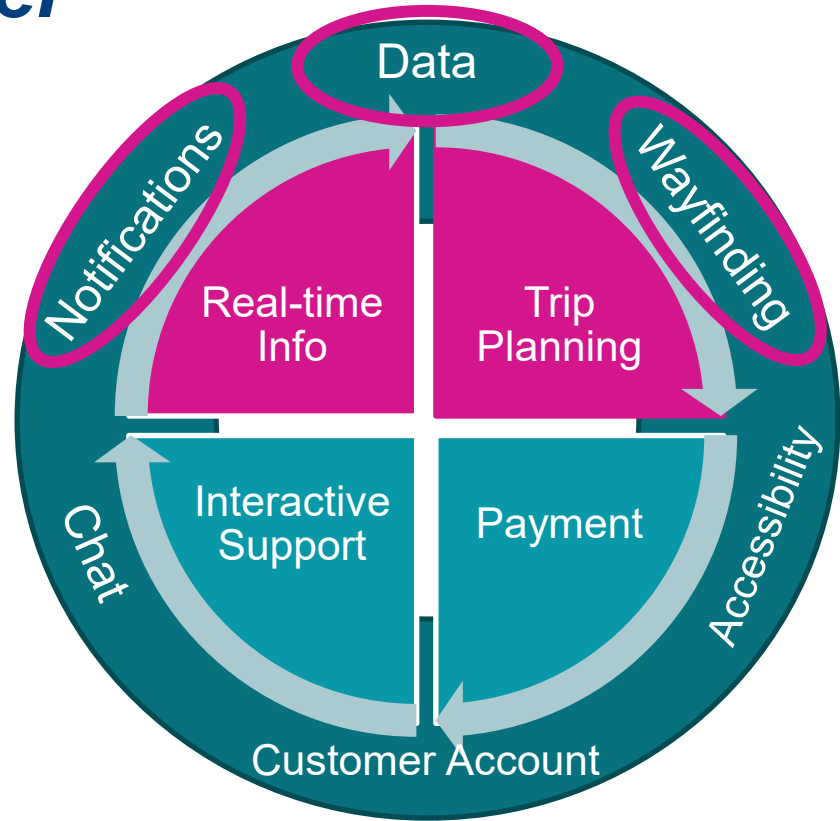 Data
Notifications
Wayfinding
Real-time
Info
Trip
Planning
Interactive
Support
Payment
Chat
Accessibility
Customer Account